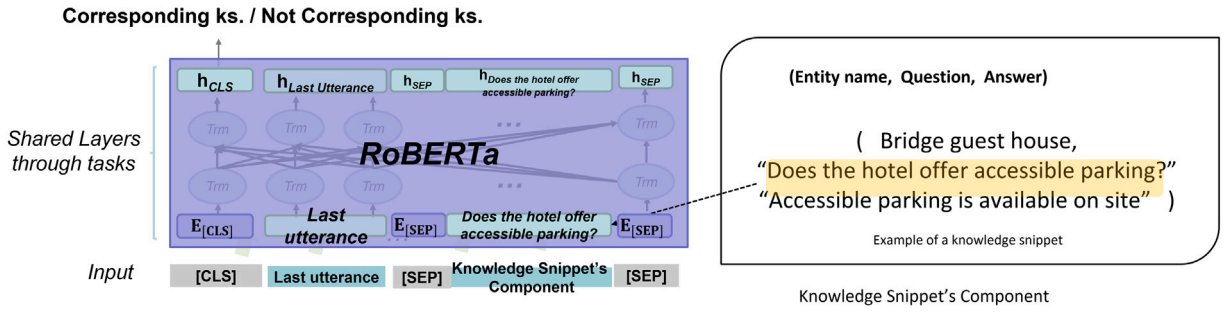 Corresponding ks. / Not Corresponding ks.
h_CLS h_Last Utterance h_SEP h_Does the hotel offer accessible parking? h_SEP
Trm Trm Trm ... Trm
Shared Layers
through tasks
RoBERTa
Trm Trm Trm ... Trm
E[CLS] Last utterance ... E[SEP] Does the hotel offer accessible parking? E[SEP]
Input [CLS] Last utterance [SEP] Knowledge Snippet's Component [SEP]
(Entity name, Question, Answer)
( Bridge guest house,
“Does the hotel offer accessible parking?”
“Accessible parking is available on site” )
Example of a knowledge snippet
Knowledge Snippet's Component